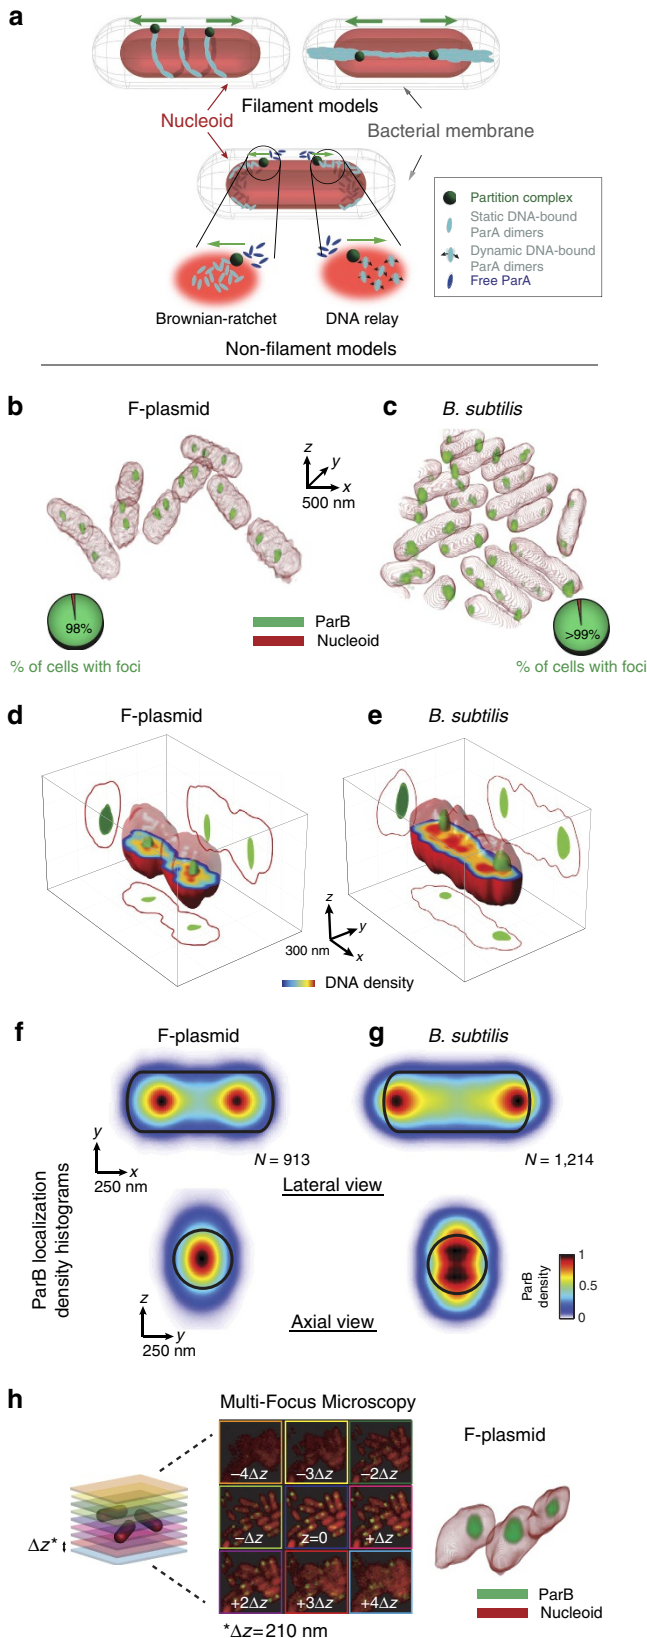 a
Filament models
Nucleoid
Bacterial membrane
Partition complex
Static DNA-bound
ParA dimers
Dynamic DNA-bound
ParA dimers
Free ParA
Brownian-ratchet
DNA relay
Non-filament models
b
F-plasmid
c
B. subtilis
z
y
x
500 nm
98%
% of cells with foci
ParB
Nucleoid
>99%
% of cells with foci
d
F-plasmid
e
B. subtilis
z
y
x
300 nm
DNA density
f
F-plasmid
g
B. subtilis
y
x
250 nm
N = 913
N = 1,214
Lateral view
ParB localization
density histograms
z
y
250 nm
Axial view
ParB
density
1
0.5
0
h
Multi-Focus Microscopy
F-plasmid
−4Δz
−3Δz
−2Δz
−Δz
z=0
+Δz
+2Δz
+3Δz
+4Δz
Δz*
*Δz=210 nm
ParB
Nucleoid